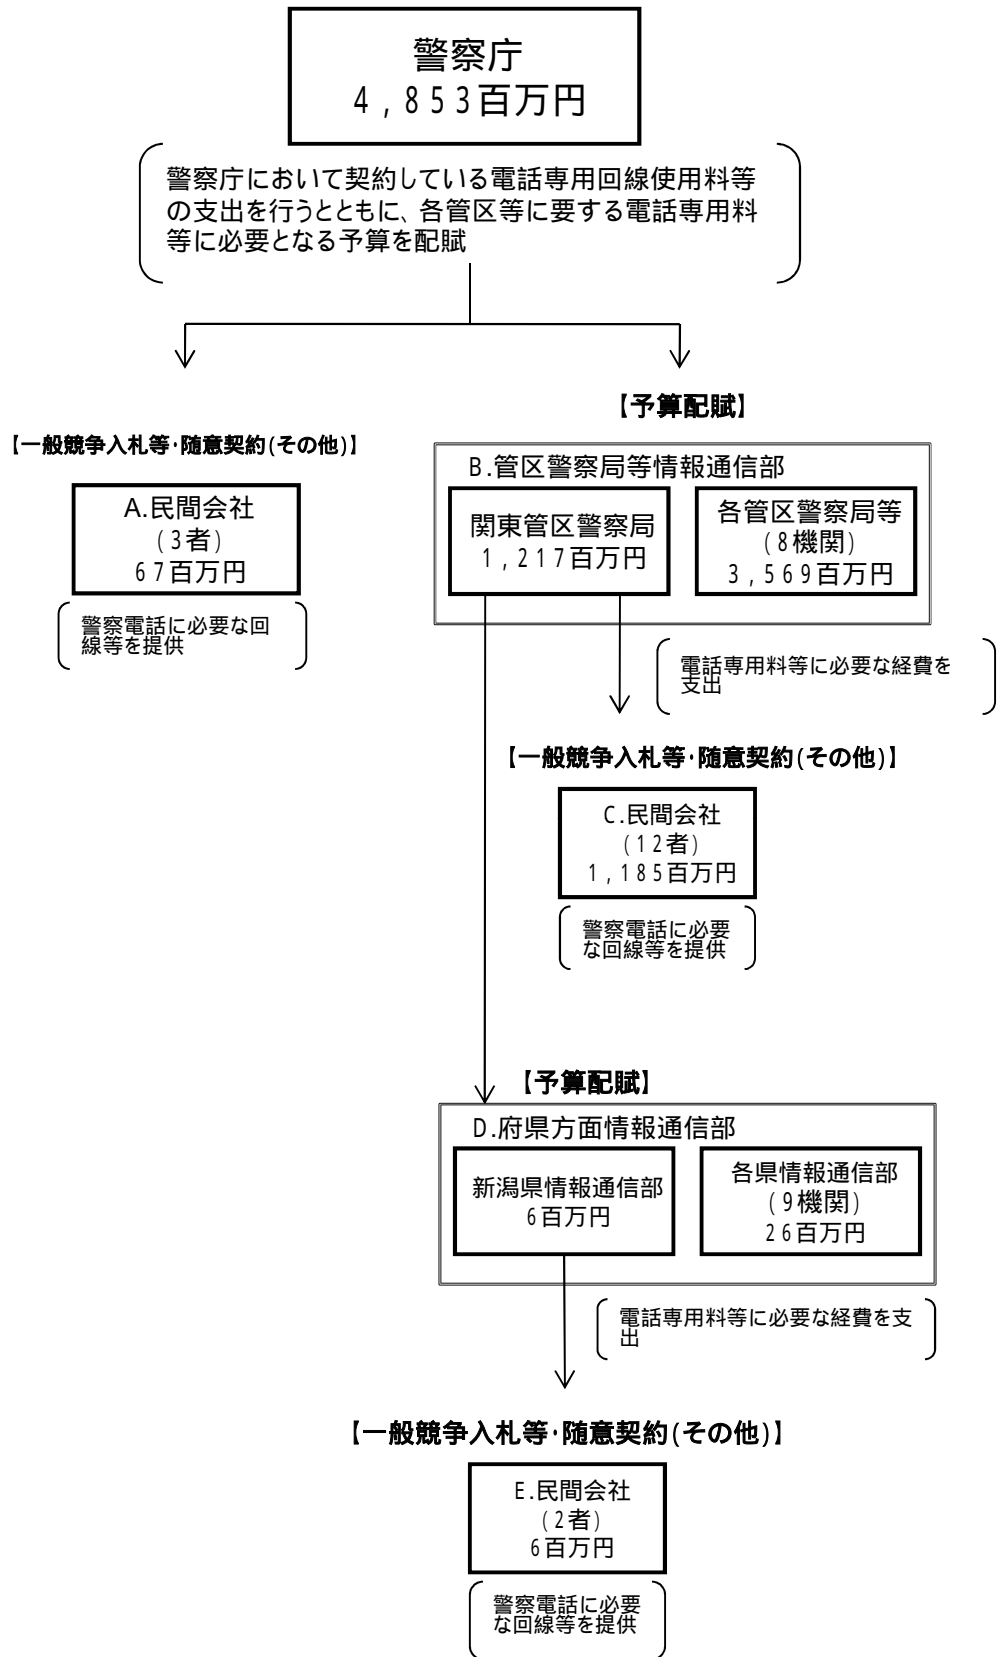 警察庁
4,853百万円
警察庁において契約している電話専用回線使用料等
の支出を行うとともに、各管区等に要する電話専用料
等に必要となる予算を配賦
【予算配賦】
【一般競争入札等・随意契約(その他)】
A.民間会社
(3者)
67百万円
警察電話に必要な回
線等を提供
B.管区警察局等情報通信部
関東管区警察局
1,217百万円
各管区警察局等
(8機関)
3,569百万円
電話専用料等に必要な経費を
支出
【一般競争入札等・随意契約(その他)】
C.民間会社
(12者)
1,185百万円
警察電話に必要
な回線等を提供
【予算配賦】
D.府県方面情報通信部
新潟県情報通信部
6百万円
各県情報通信部
(9機関)
26百万円
電話専用料等に必要な経費を支
出
【一般競争入札等・随意契約(その他)】
E.民間会社
(2者)
6百万円
警察電話に必要
な回線等を提供